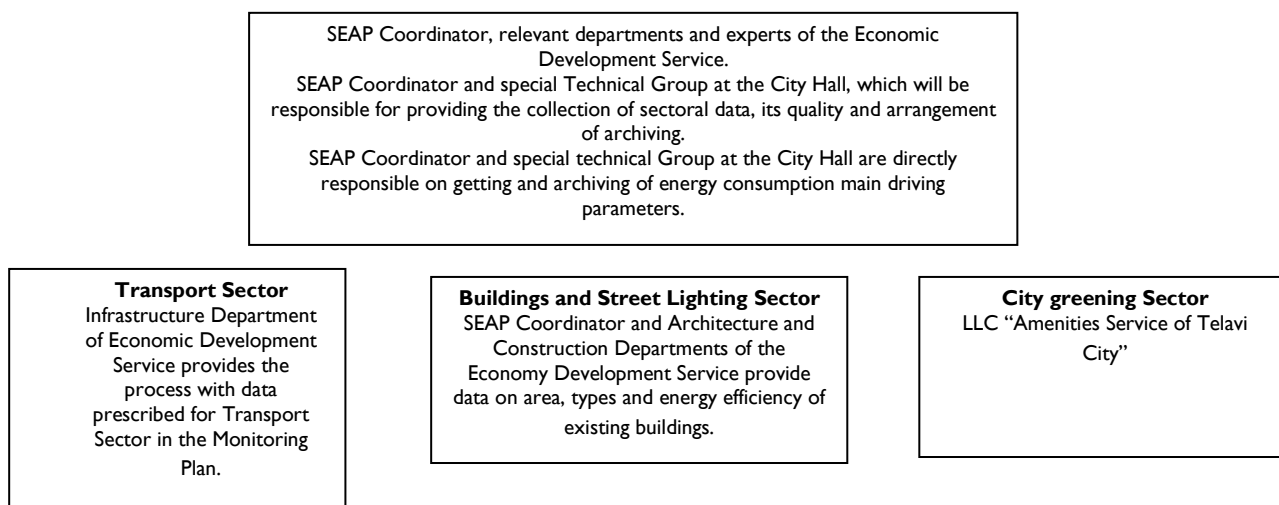 SEAP Coordinator, relevant departments and experts of the Economic
Development Service.
SEAP Coordinator and special Technical Group at the City Hall, which will be
responsible for providing the collection of sectoral data, its quality and arrangement
of archiving.
SEAP Coordinator and special technical Group at the City Hall are directly
responsible on getting and archiving of energy consumption main driving
parameters.
Transport Sector
Infrastructure Department
of Economic Development
Service provides the
process with data
prescribed for Transport
Sector in the Monitoring
Plan.
Buildings and Street Lighting Sector
SEAP Coordinator and Architecture and
Construction Departments of the
Economy Development Service provide
data on area, types and energy efficiency of
existing buildings.
City greening Sector
LLC “Amenities Service of Telavi
City”